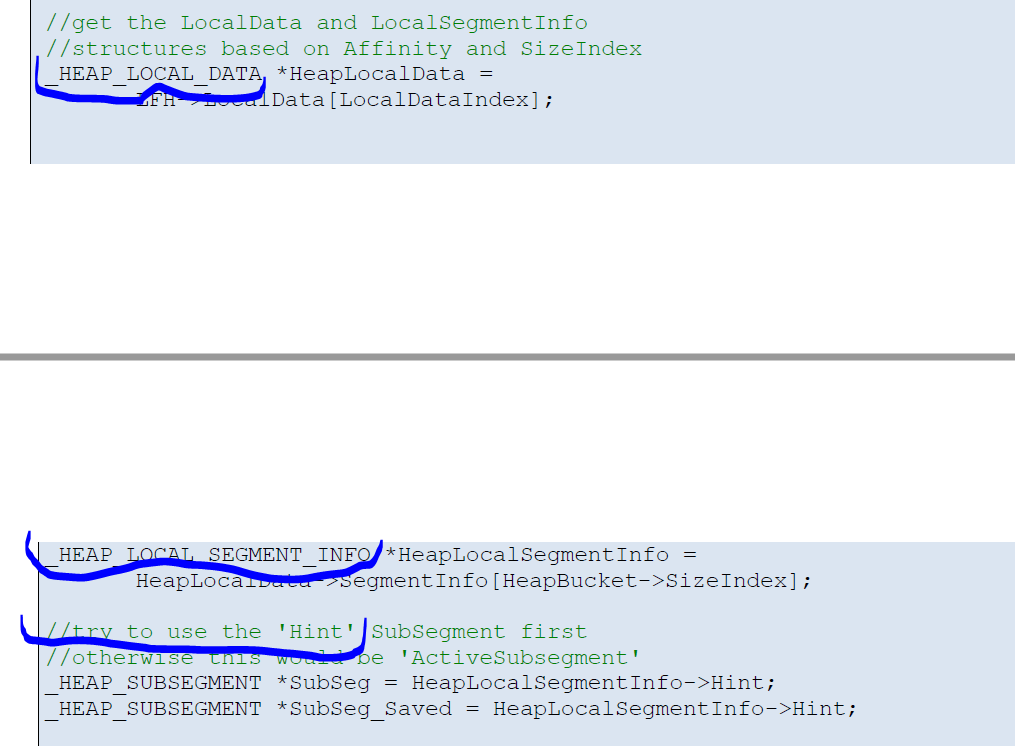 //get the LocalData and LocalSegmentInfo
//structures based on Affinity and SizeIndex
_HEAP_LOCAL_DATA *HeapLocalData =
LFH->LocalData[LocalDataIndex];
_HEAP_LOCAL_SEGMENT_INFO *HeapLocalSegmentInfo =
HeapLocalData->SegmentInfo[HeapBucket->SizeIndex];
//try to use the 'Hint' SubSegment first
//otherwise this would be 'ActiveSubsegment'
_HEAP_SUBSEGMENT *SubSeg = HeapLocalSegmentInfo->Hint;
_HEAP_SUBSEGMENT *SubSeg_Saved = HeapLocalSegmentInfo->Hint;